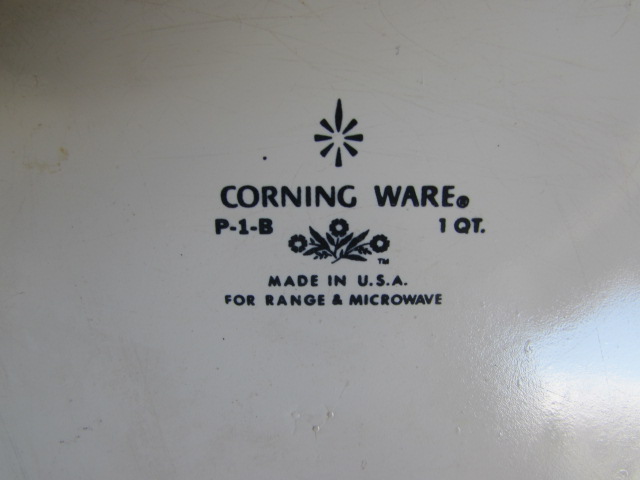 CORNING WARE®
P-1-B 1 QT.
TM
MADE IN U.S.A.
FOR RANGE & MICROWAVE